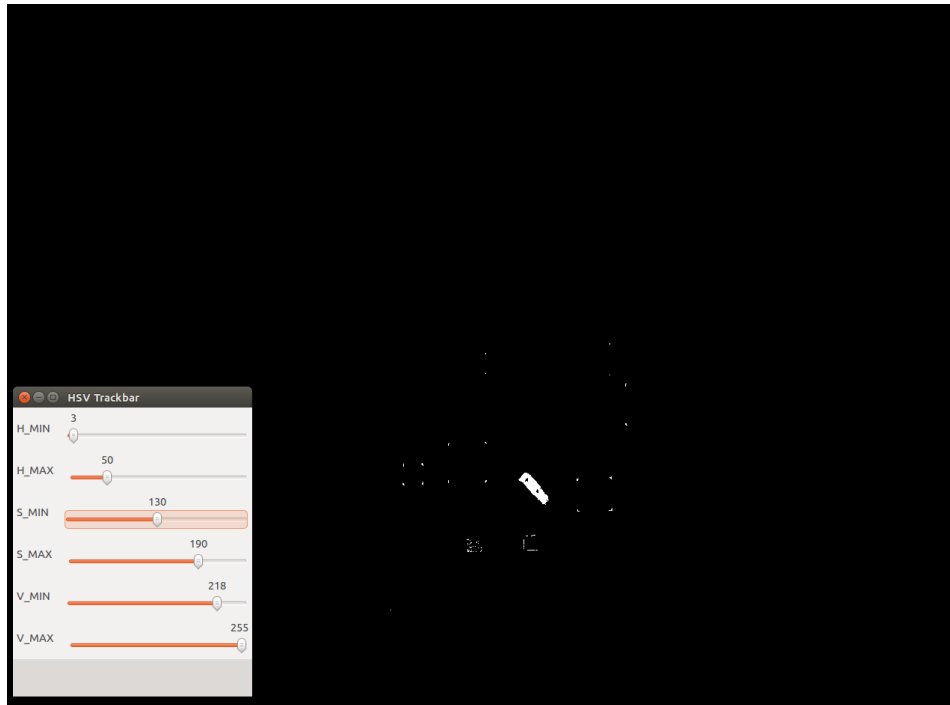 HSV Trackbar
3
H_MIN
50
H_MAX
130
S_MIN
190
S_MAX
218
V_MIN
255
V_MAX